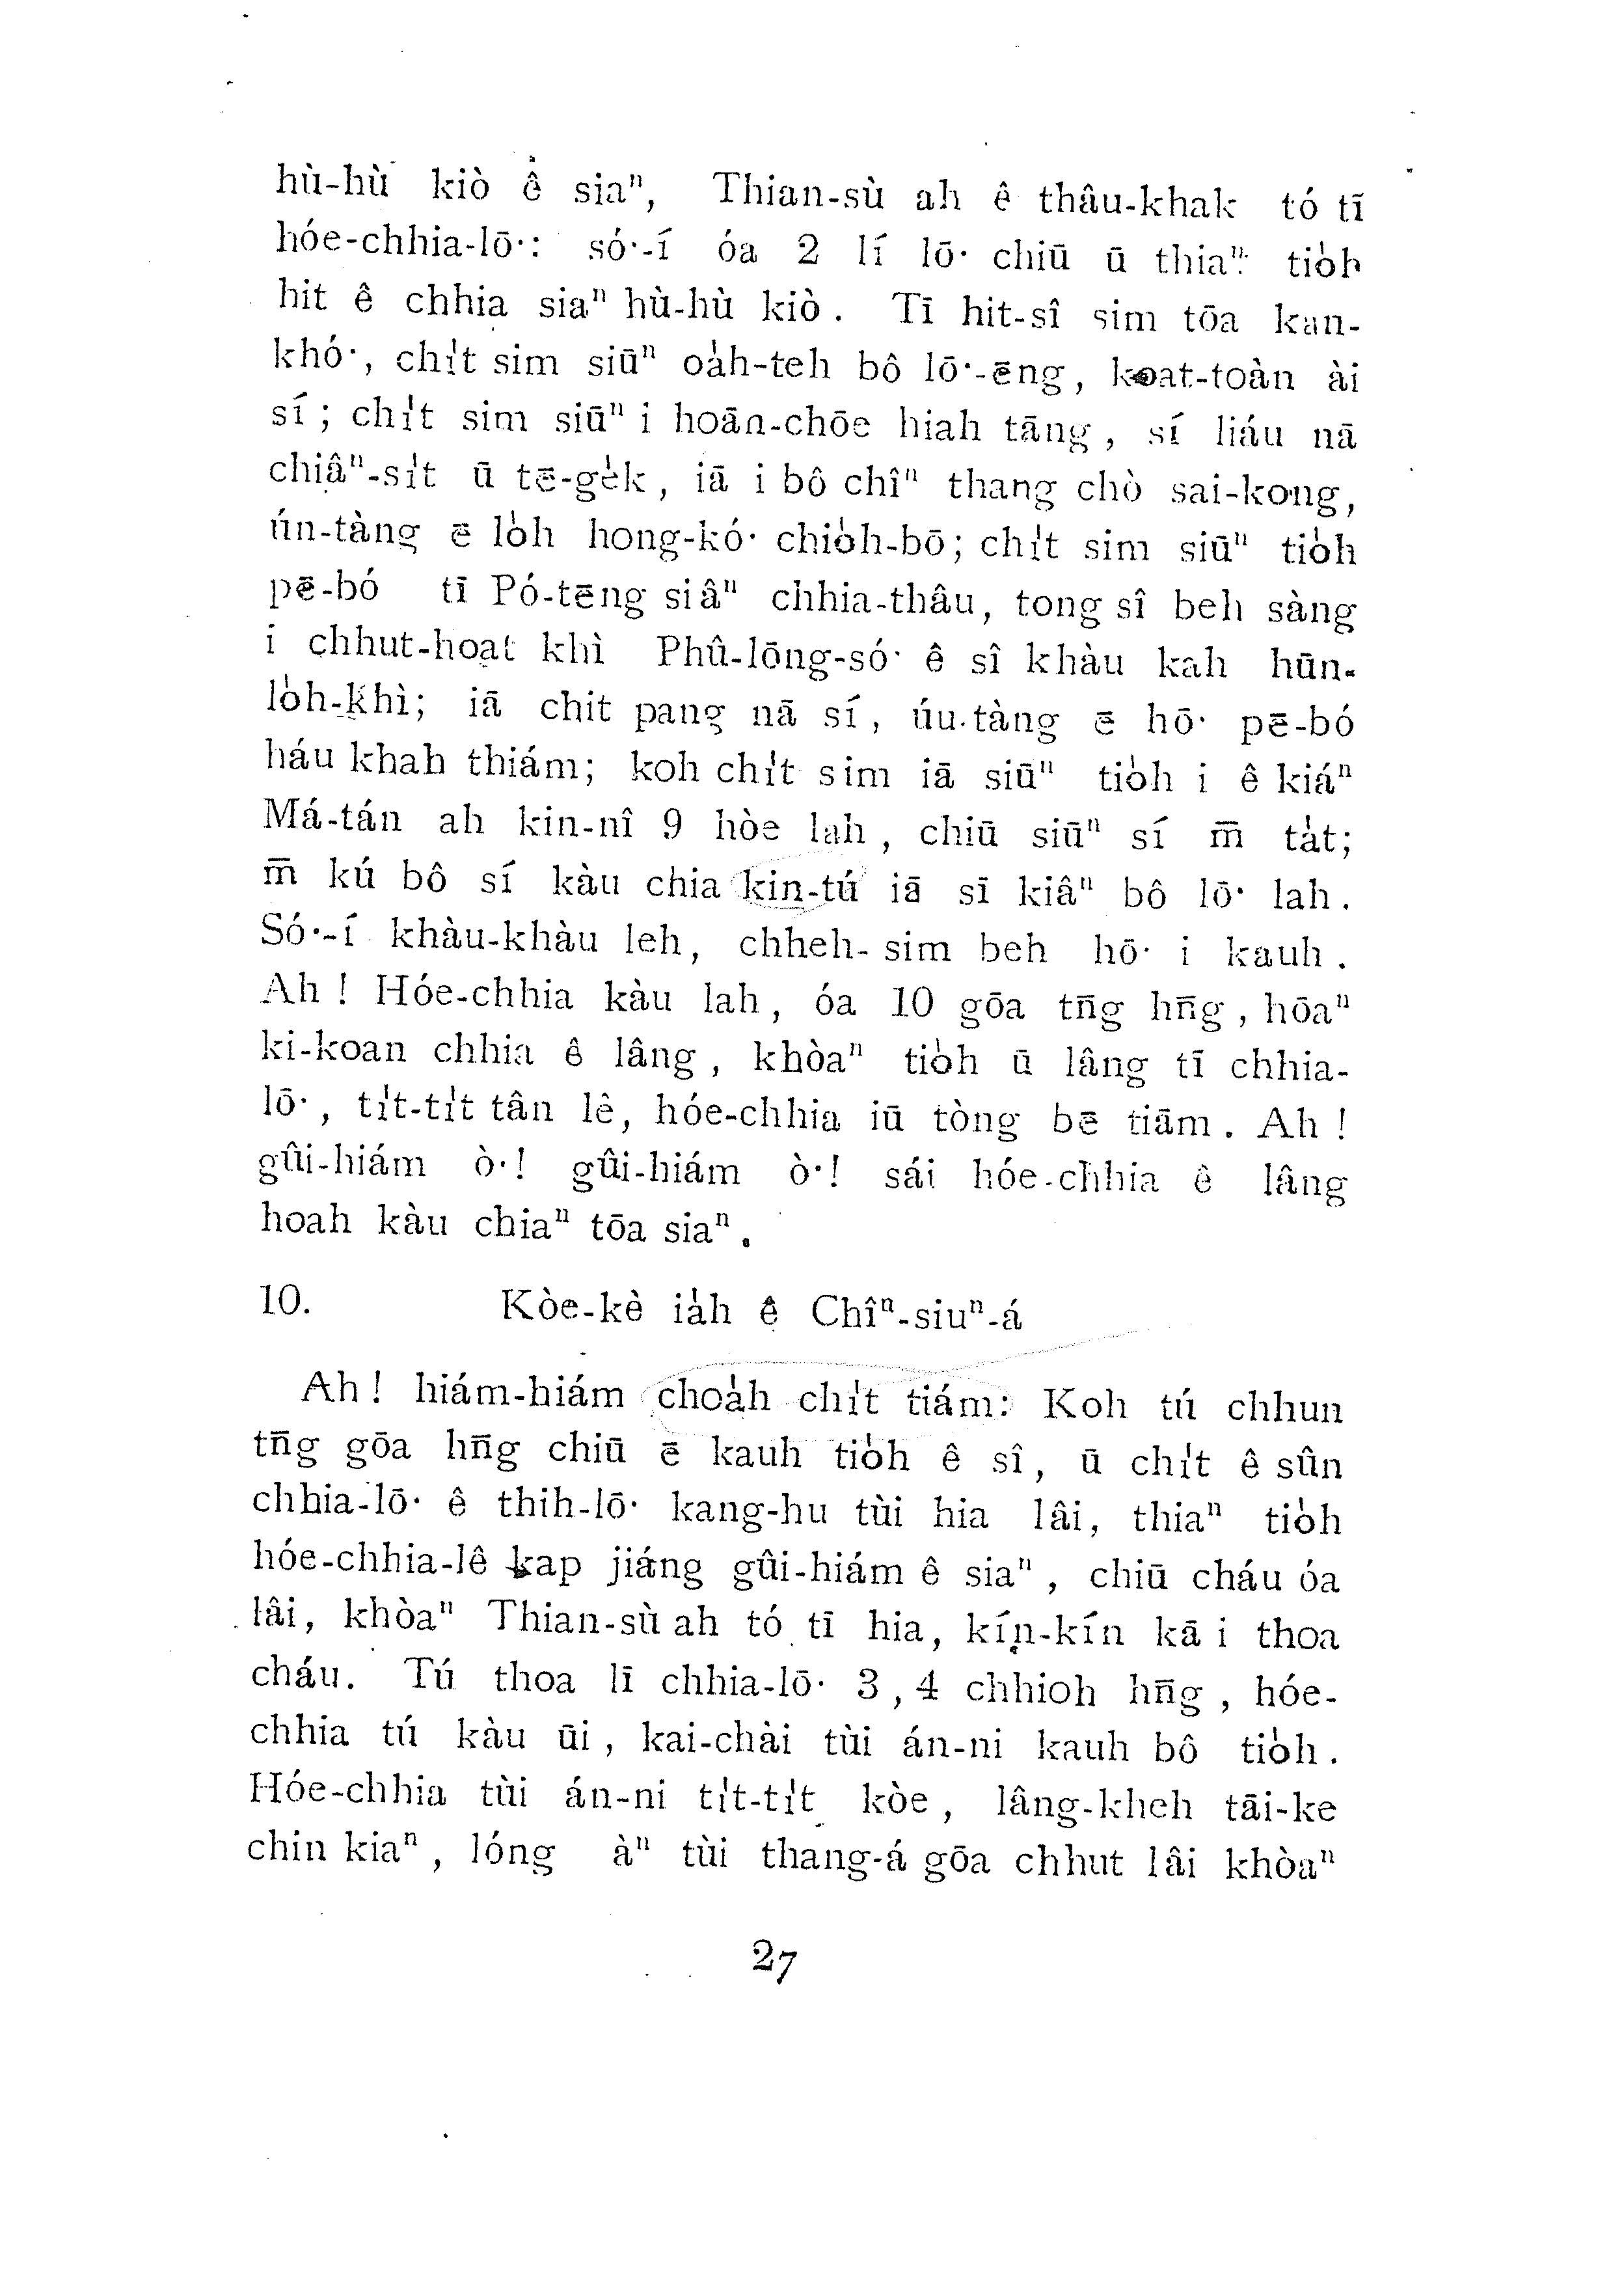 hù-hù kiò ê siaⁿ, Thian-sù ah ê thâu-khak tó tī
hóe-chhia-lō͘: só͘-í óa 2 lí lō͘ chiū ū thiaⁿ tio̍h
hit ê chhia siaⁿ hù-hù kiò. Tī hit-sî sim tōa kan-
khó͘, chi̍t sim siūⁿ oa̍h-teh bô lō͘-ēng, koat-toàn ài
sí; chi̍t sim siūⁿ i hoān-chōe hiah tāng, sí liáu nā
chiâⁿ-si̍t ū tē-ge̍k, iā i bô chîⁿ thang chò sai-kong,
ún-tàng ē lo̍h hong-kó͘ chio̍h-bō; chi̍t sim siūⁿ tio̍h
pē-bó tī Pó-tēng siâⁿ chhia-thâu, tong sî beh sàng
i chhut-hoat khì Phû-lōng-só͘ ê sî khàu kah hūn-
lo̍h-khì; iā chit pang nā sí, úu-tàng ē hō͘ pē-bó
háu khah thiám; koh chi̍t sim iā siūⁿ tio̍h i ê kiáⁿ
Má-tán ah kin-nî 9 hòe lah, chiū siūⁿ sí m̄ ta̍t;
m̄ kú bô sí kàu chia kin-tú iā sī kiâⁿ bô lō͘ lah.
Só͘-í khàu-khàu leh, chheh-sim beh hō͘ i kauh.
Ah! Hóe-chhia kàu lah, óa 10 gōa tn̄g hn̄g, hōaⁿ
ki-koan chhia ê lâng, khòaⁿ tio̍h ū lâng tī chhia-
lō͘, ti̍t-ti̍t tân lê, hóe-chhia iū tòng bē tiām. Ah!
gûi-hiám ò͘! gûi-hiám ò͘! sái hóe-chhia ê lâng
hoah kàu chiaⁿ tōa siaⁿ.
10. Kòe-kè ia̍h ê Chîⁿ-siuⁿ-á
Ah! hiám-hiám choa̍h chi̍t tiám: Koh tú chhun
tn̄g gōa hn̄g chiū ē kauh tio̍h ê sî, ū chi̍t ê sûn
chhia-lō͘ ê thih-lō͘ kang-hu tùi hia lâi, thiaⁿ tio̍h
hóe-chhia-lê kap jiáng gûi-hiám ê siaⁿ, chiū cháu óa
lâi, khòaⁿ Thian-sù ah tó tī hia, kín-kín kā i thoa
cháu. Tú thoa lī chhia-lō͘ 3, 4 chhioh hn̄g, hóe-
chhia tú kàu ūi, kai-chài tùi án-ni kauh bô tio̍h.
Hóe-chhia tùi án-ni ti̍t-ti̍t kòe, lâng-kheh tāi-ke
chin kiaⁿ, lóng àⁿ tùi thang-á gōa chhut lâi khòaⁿ
27